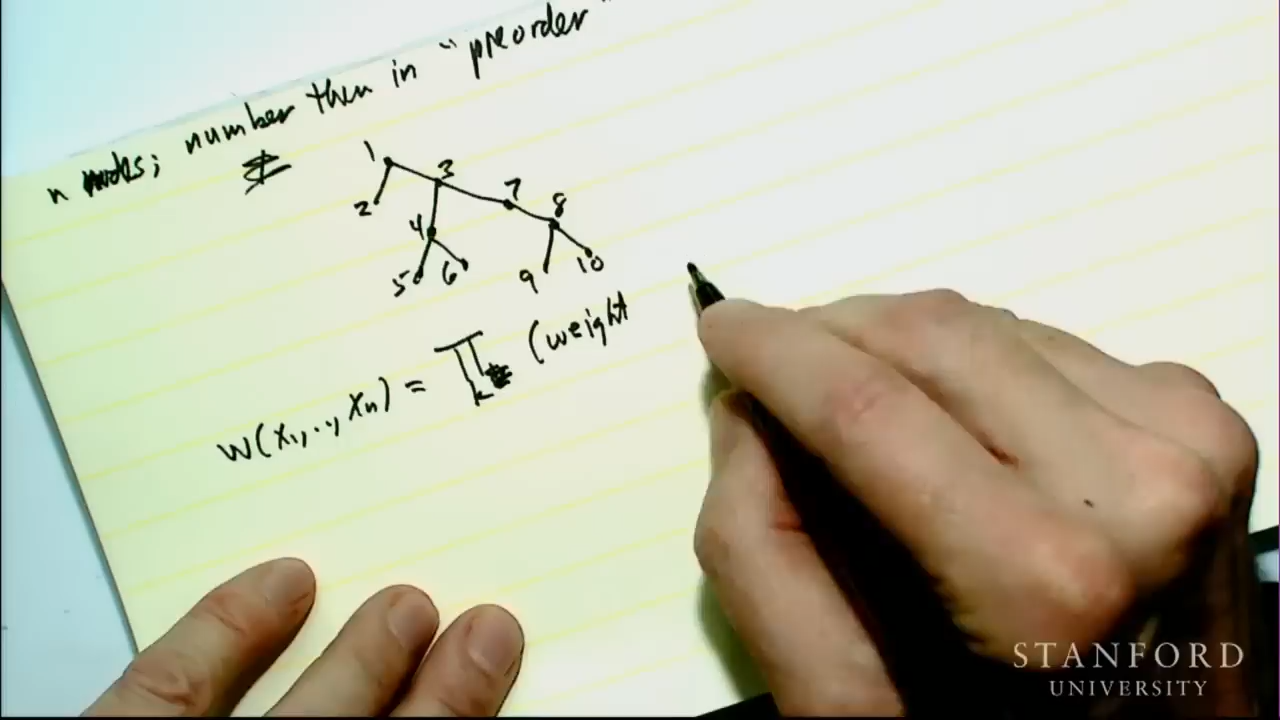 n nodes; number them in "preorder"
1
3
7
2
8
4
5
6
9
10
W(x₁,..,xₙ) = ∏k (weight
STANFORD
UNIVERSITY